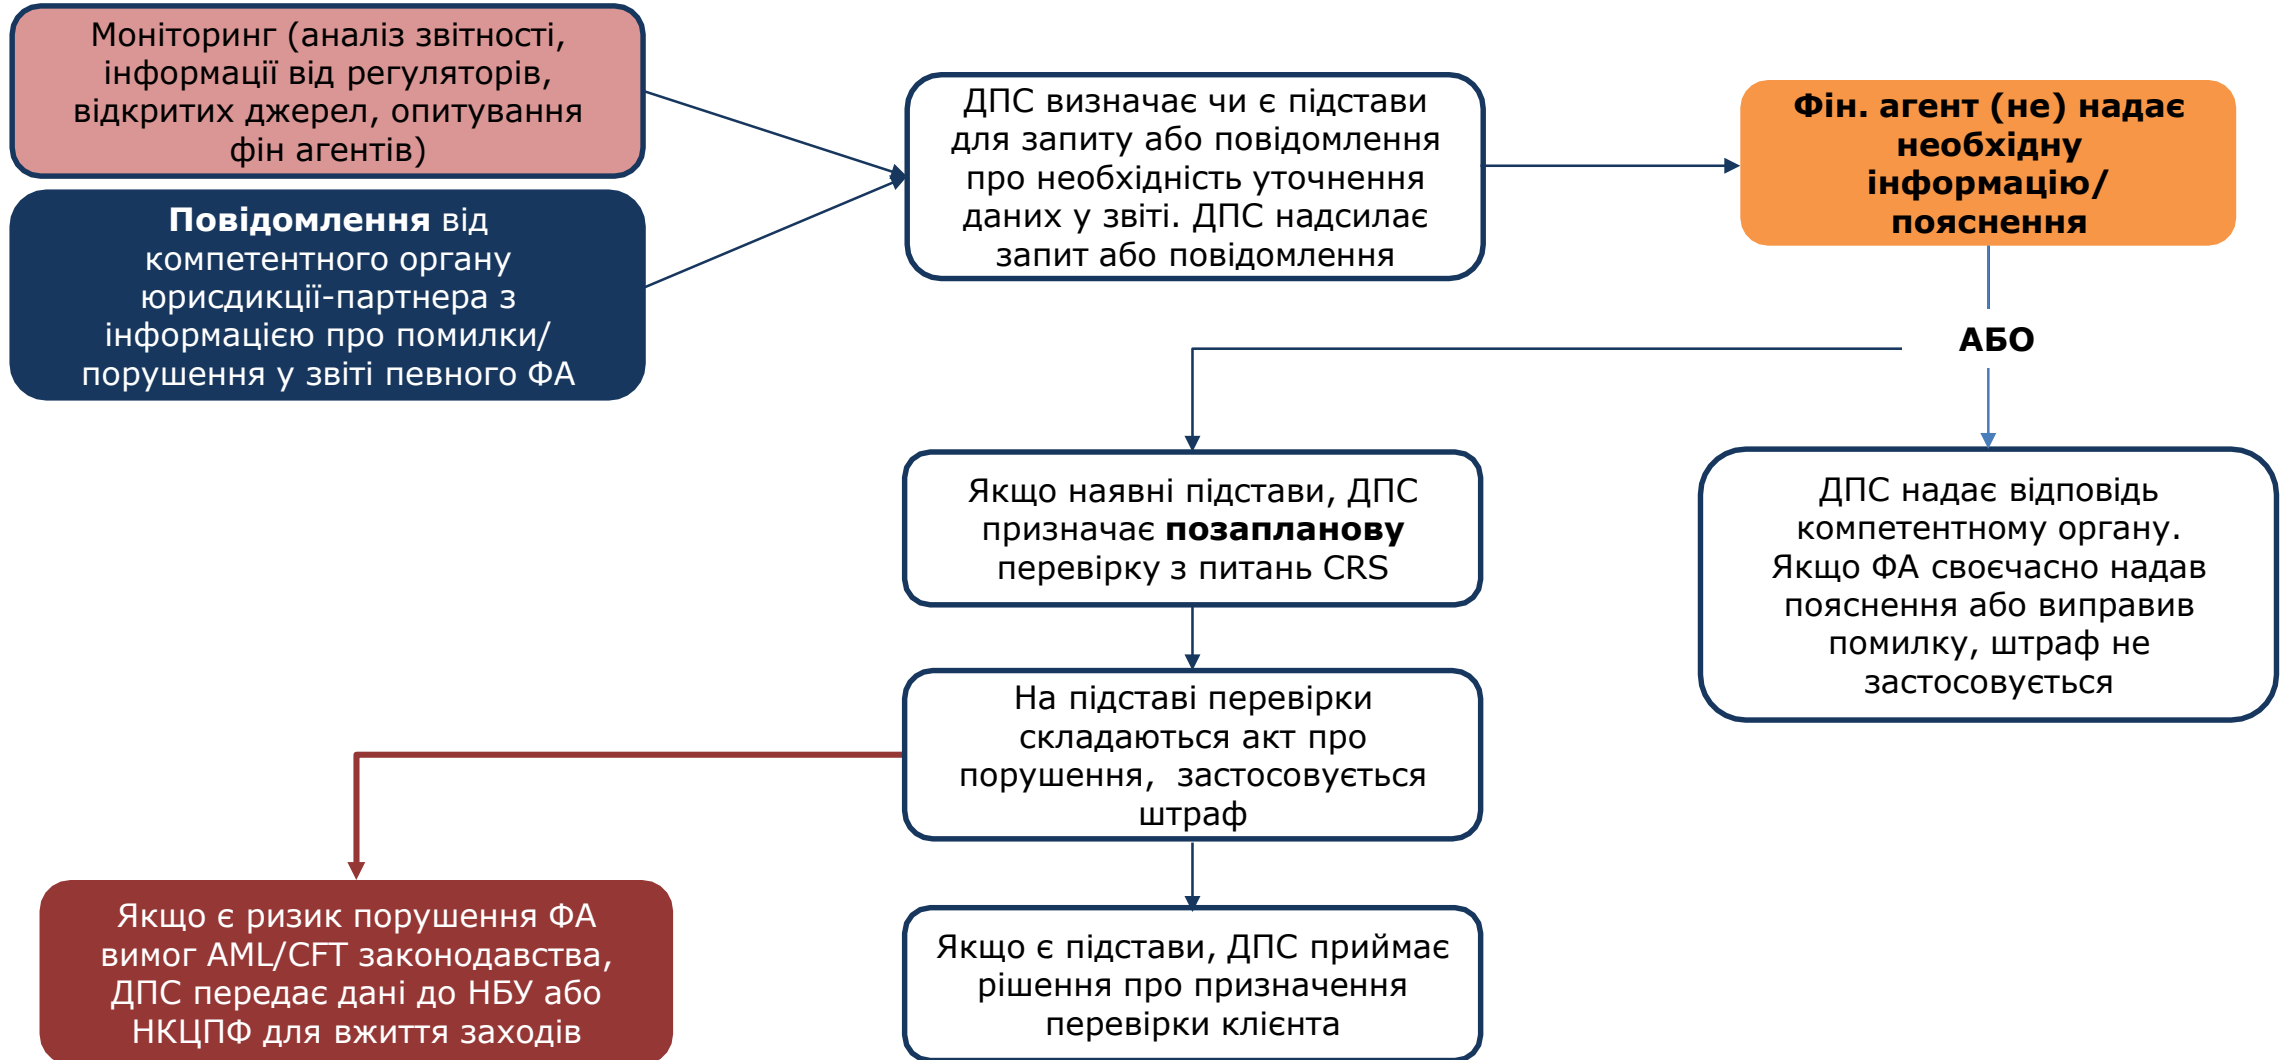 Моніторинг (аналіз звітності,
інформації від регуляторів,
відкритих джерел, опитування
фін агентів)
Повідомлення від
компетентного органу
юрисдикції-партнера з
інформацією про помилки/
порушення у звіті певного ФА
ДПС визначає чи є підстави
для запиту або повідомлення
про необхідність уточнення
даних у звіті. ДПС надсилає
запит або повідомлення
Фін. агент (не) надає
необхідну
інформацію/
пояснення
АБО
Якщо наявні підстави, ДПС
призначає позапланову
перевірку з питань CRS
ДПС надає відповідь
компетентному органу.
Якщо ФА своєчасно надав
пояснення або виправив
помилку, штраф не
застосовується
На підставі перевірки
складаються акт про
порушення, застосовується
штраф
Якщо є ризик порушення ФА
вимог AML/CFT законодавства,
ДПС передає дані до НБУ або
НКЦПФ для вжиття заходів
Якщо є підстави, ДПС приймає
рішення про призначення
перевірки клієнта